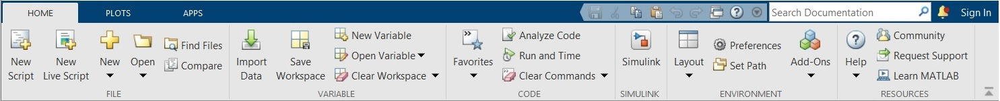 HOME PLOTS APPS Search Documentation Sign In
New Script
New Live Script
New
Open
Find Files
Compare
FILE
Import Data
Save Workspace
New Variable
Open Variable
Clear Workspace
VARIABLE
Favorites
Analyze Code
Run and Time
Clear Commands
CODE
Simulink
SIMULINK
Layout
Preferences
Set Path
Add-Ons
ENVIRONMENT
Help
Community
Request Support
Learn MATLAB
RESOURCES